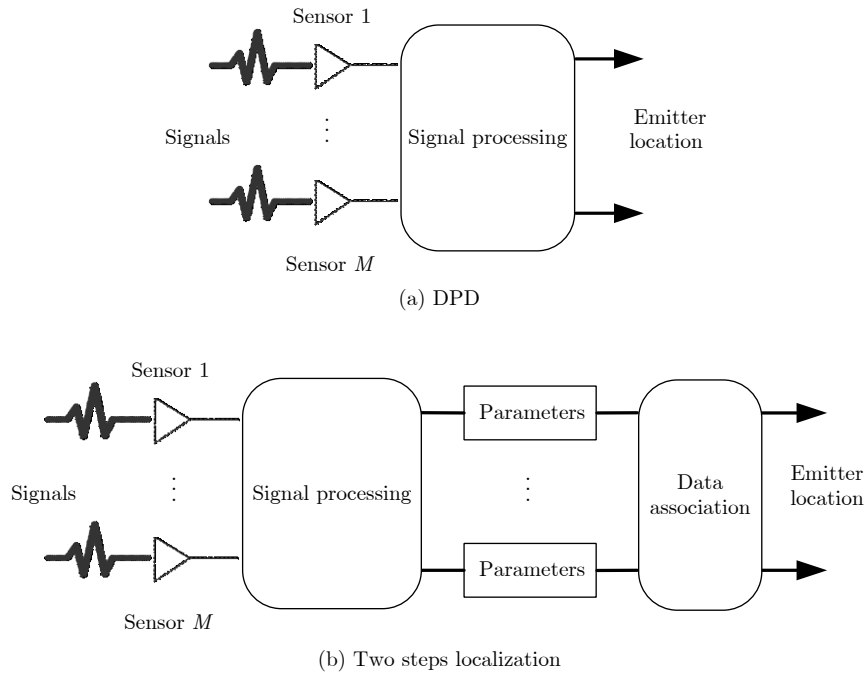 Sensor 1
Signals
⋮
Signal processing
Emitter
location
Sensor M
(a) DPD
Sensor 1
Parameters
Signals
⋮
Signal processing
⋮
Data
association
Emitter
location
Parameters
Sensor M
(b) Two steps localization